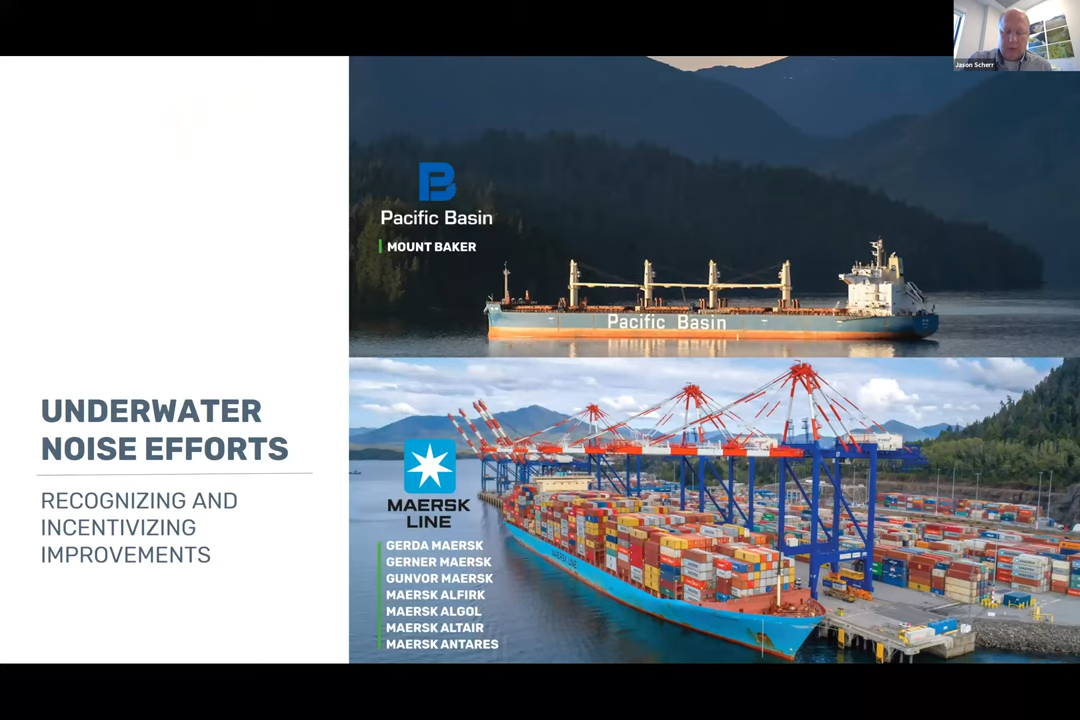 Jason Scherr
Pacific Basin
MOUNT BAKER
Pacific Basin
UNDERWATER
NOISE EFFORTS
RECOGNIZING AND
INCENTIVIZING
IMPROVEMENTS
MAERSK
LINE
MAERSK LINE
GERDA MAERSK
GERNER MAERSK
GUNVOR MAERSK
MAERSK ALFIRK
MAERSK ALGOL
MAERSK ALTAIR
MAERSK ANTARES